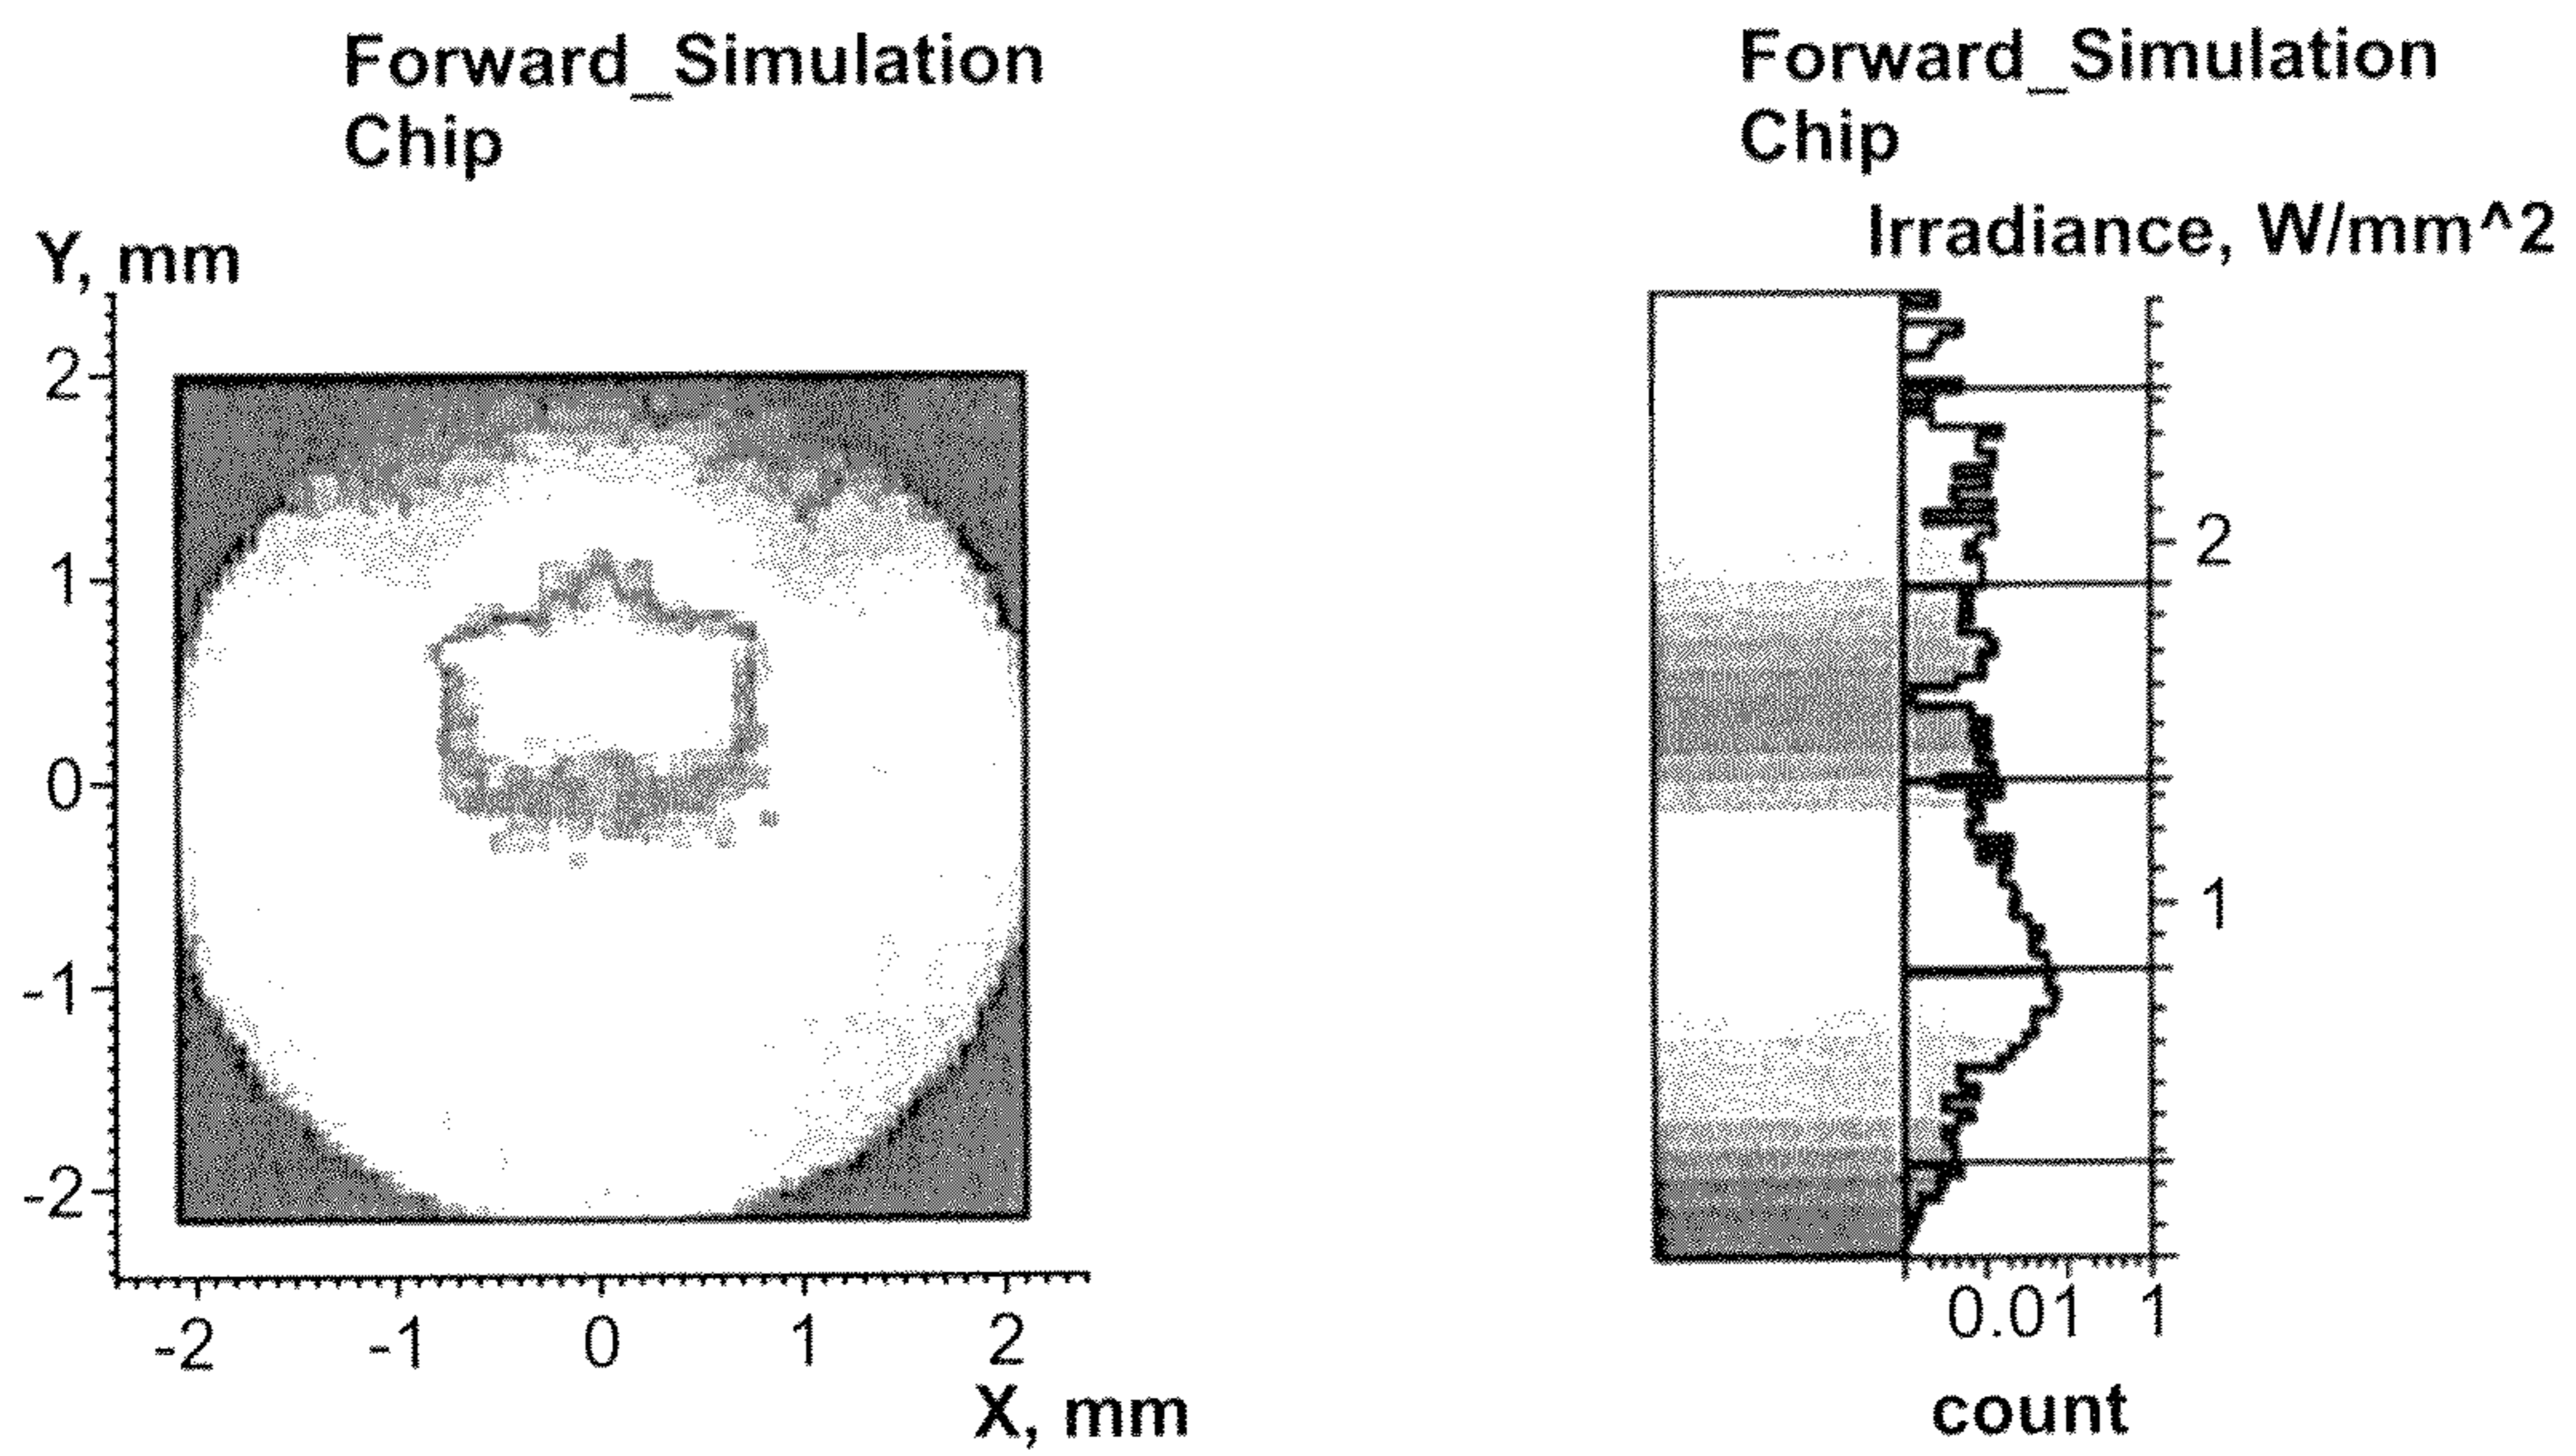 Forward_Simulation
Chip
Y, mm
2
1
0
-1
-2
-2 -1 0 1 2
X, mm
Forward_Simulation
Chip
Irradiance, W/mm^2
2
1
0.01 1
count